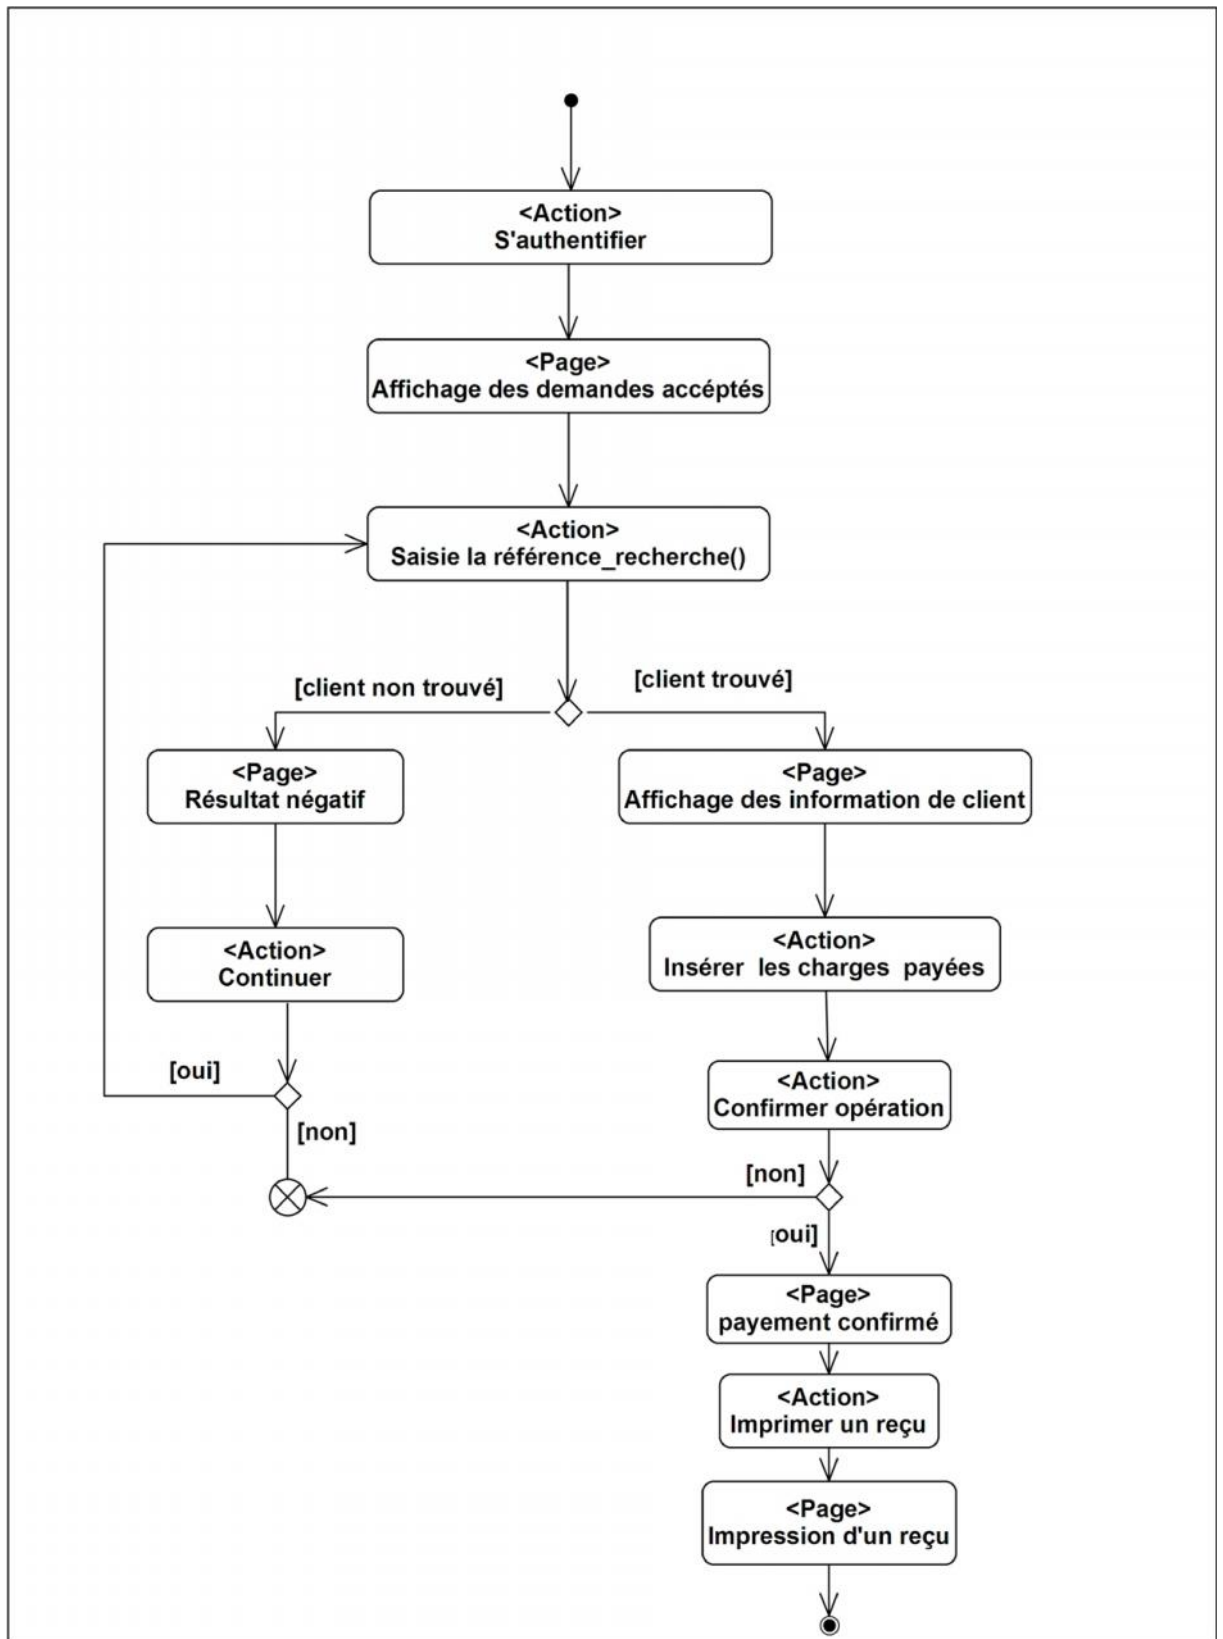 <Action>
S'authentifier
<Page>
Affichage des demandes accéptés
<Action>
Saisie la référence_recherche()
[client non trouvé]
[client trouvé]
<Page>
Résultat négatif
<Page>
Affichage des information de client
<Action>
Continuer
<Action>
Insérer les charges payées
[oui]
<Action>
Confirmer opération
[non]
[non]
[oui]
<Page>
payement confirmé
<Action>
Imprimer un reçu
<Page>
Impression d'un reçu